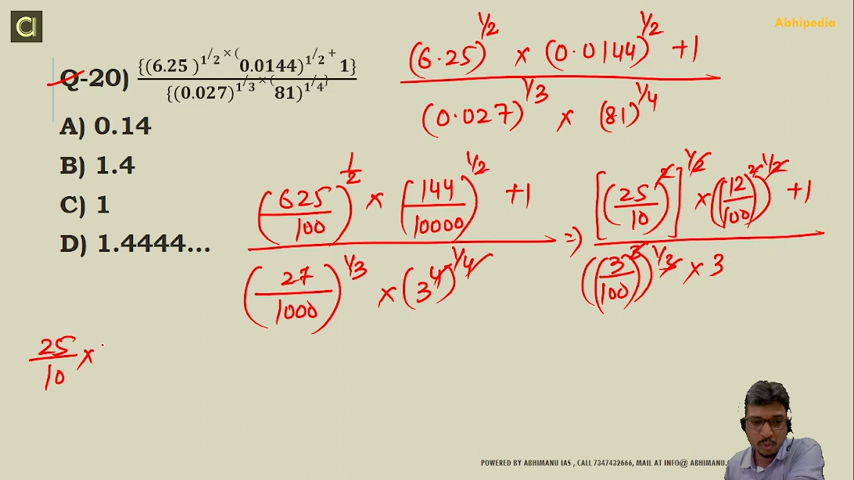 a
Abhipedia
Q-20) {(6.25 )^1/2 ×( 0.0144)^1/2 + 1} / {(0.027)^1/3 ×( 81)^1/4}
A) 0.14
B) 1.4
C) 1
D) 1.4444...
(6.25)^1/2 × (0.0144)^1/2 + 1 / (0.027)^1/3 × (81)^1/4
(625/100)^1/2 × (144/10000)^1/2 + 1 / (27/1000)^1/3 × (3^4)^1/4
=> [(25/10)^2]^1/2 × ((12/100)^2)^1/2 + 1 / ((3/100)^3)^1/3 × 3
25/10 ×
POWERED BY ABHIMANU IAS , CALL 7347432666, MAIL AT INFO@ ABHIMANU.